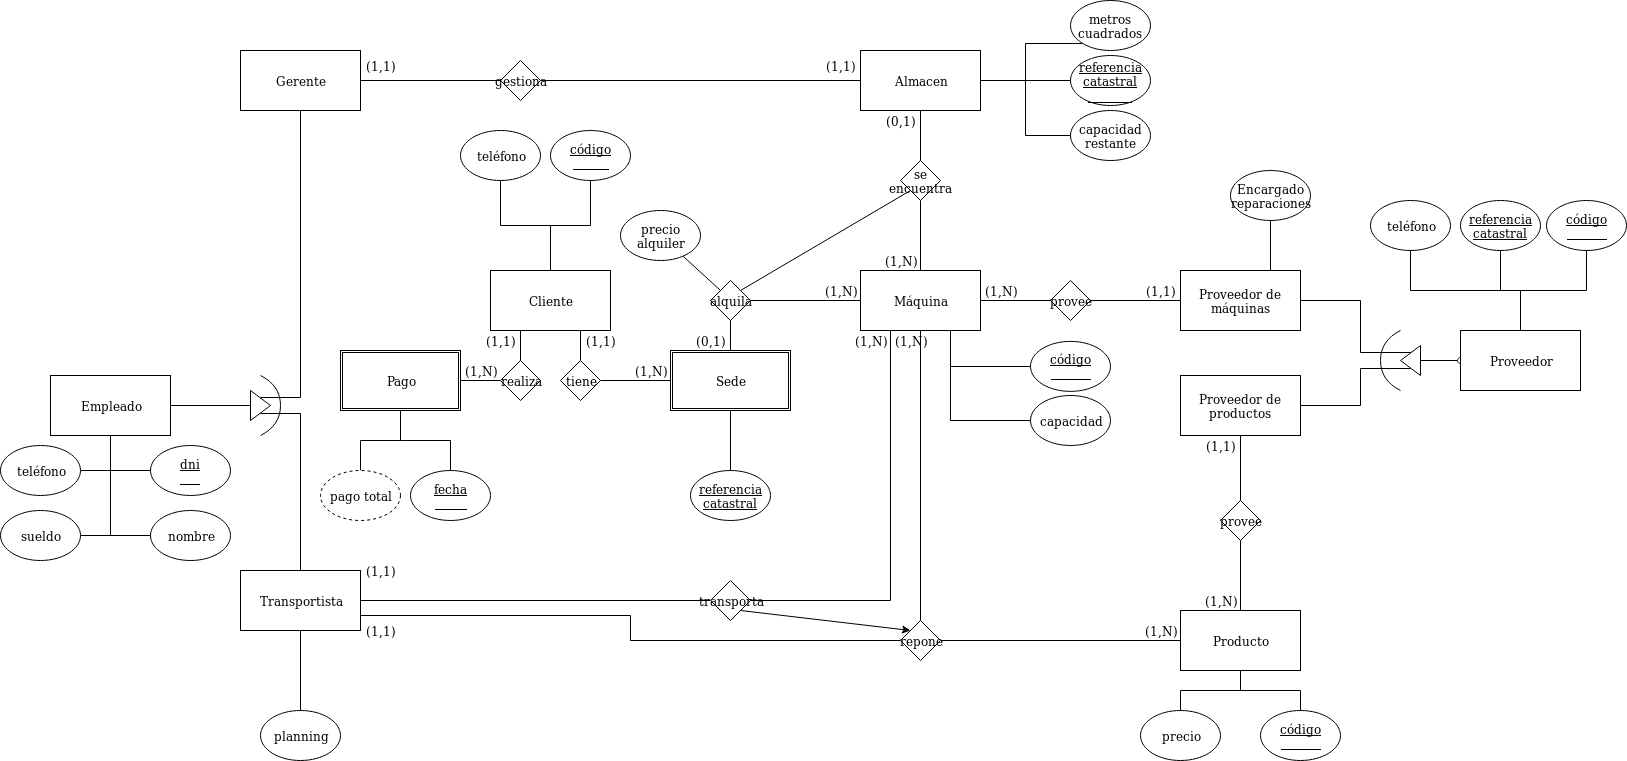 metros
cuadrados
(1,1)
(1,1)
Gerente
gestiona
Almacen
referencia
catastral
(0,1)
capacidad
restante
teléfono
código
se
encuentra
Encargado
reparaciones
precio
alquiler
teléfono
referencia
catastral
código
(1,N)
Cliente
alquila
(1,N)
Máquina
(1,N)
provee
(1,1)
Proveedor de
máquinas
(1,1)
(1,1)
(0,1)
(1,N)
(1,N)
código
Proveedor
Pago
(1,N)
realiza
tiene
(1,N)
Sede
Empleado
Proveedor de
productos
capacidad
(1,1)
teléfono
dni
pago total
fecha
referencia
catastral
sueldo
nombre
provee
(1,1)
Transportista
transporta
(1,N)
(1,1)
repone
(1,N)
Producto
planning
precio
código